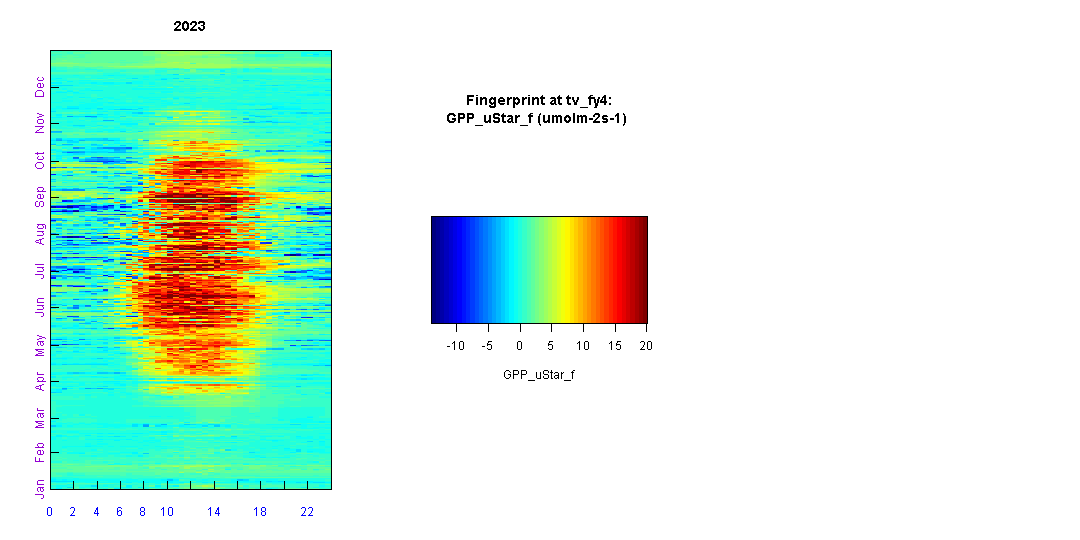 2023
Fingerprint at tv_fy4:
GPP_uStar_f (umolm-2s-1)
Dec
Nov
Oct
Sep
Aug
Jul
Jun
May
Apr
Mar
Feb
Jan
0 2 4 6 8 10 14 18 22
-10 -5 0 5 10 15 20
GPP_uStar_f